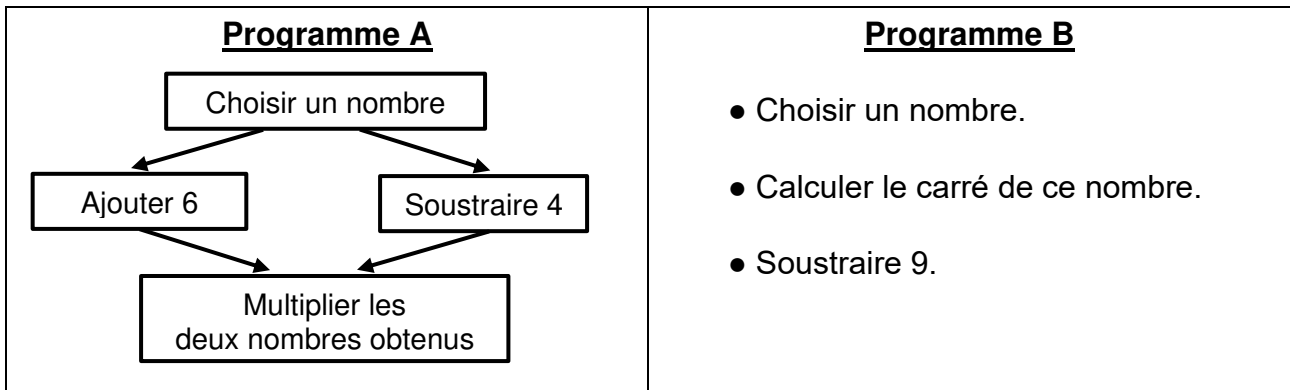 Programme A
Choisir un nombre
Ajouter 6
Soustraire 4
Multiplier les
deux nombres obtenus
Programme B
● Choisir un nombre.
● Calculer le carré de ce nombre.
● Soustraire 9.